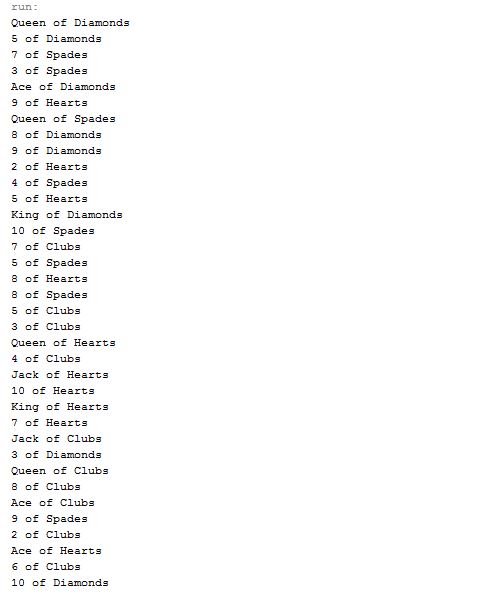 run:
Queen of Diamonds
5 of Diamonds
7 of Spades
3 of Spades
Ace of Diamonds
9 of Hearts
Queen of Spades
8 of Diamonds
9 of Diamonds
2 of Hearts
4 of Spades
5 of Hearts
King of Diamonds
10 of Spades
7 of Clubs
5 of Spades
8 of Hearts
8 of Spades
5 of Clubs
3 of Clubs
Queen of Hearts
4 of Clubs
Jack of Hearts
10 of Hearts
King of Hearts
7 of Hearts
Jack of Clubs
3 of Diamonds
Queen of Clubs
8 of Clubs
Ace of Clubs
9 of Spades
2 of Clubs
Ace of Hearts
6 of Clubs
10 of Diamonds